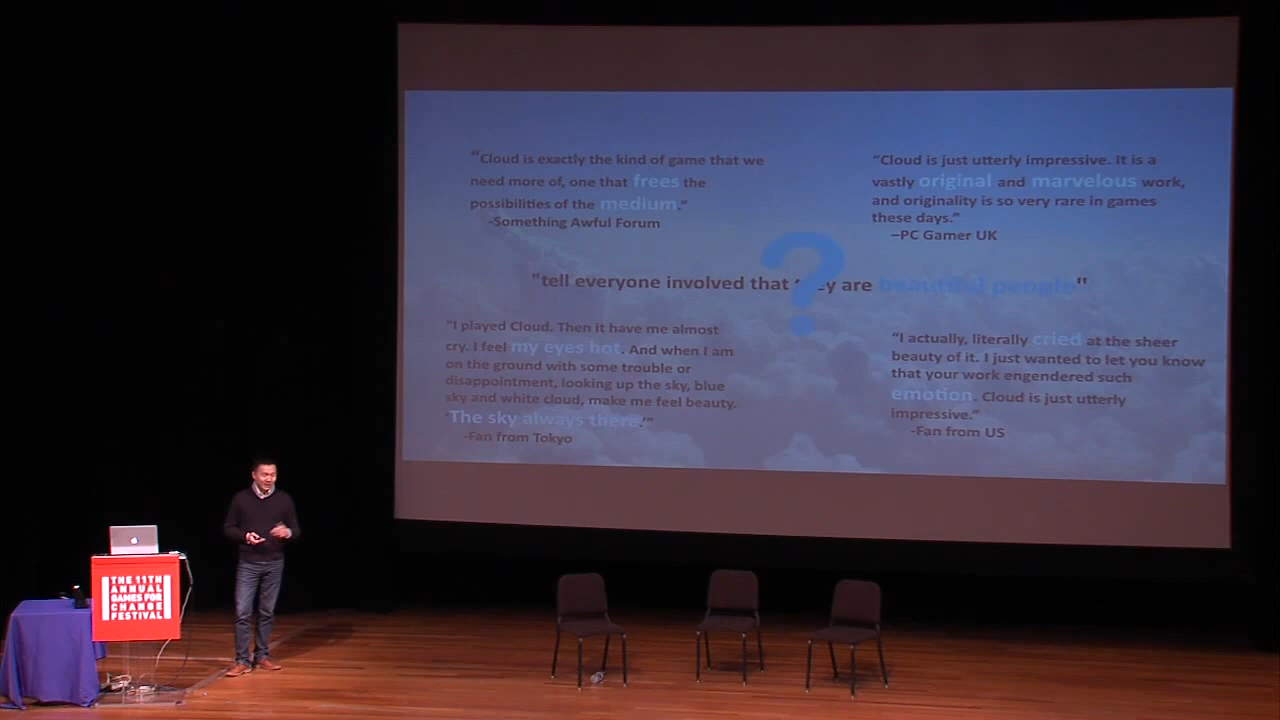 “Cloud is exactly the kind of game that we
need more of, one that frees the
possibilities of the medium.”
-Something Awful Forum
“Cloud is just utterly impressive. It is a
vastly original and marvelous work,
and originality is so very rare in games
these days.”
–PC Gamer UK
?
"tell everyone involved that they are beautiful people"
“I played Cloud. Then it have me almost
cry. I feel my eyes hot. And when I am
on the ground with some trouble or
disappointment, looking up the sky, blue
sky and white cloud, make me feel beauty.
‘The sky always there.’”
-Fan from Tokyo
“I actually, literally cried at the sheer
beauty of it. I just wanted to let you know
that your work engendered such
emotion. Cloud is just utterly
impressive.”
-Fan from US
THE 11TH
ANNUAL
GAMES FOR
CHANGE
FESTIVAL